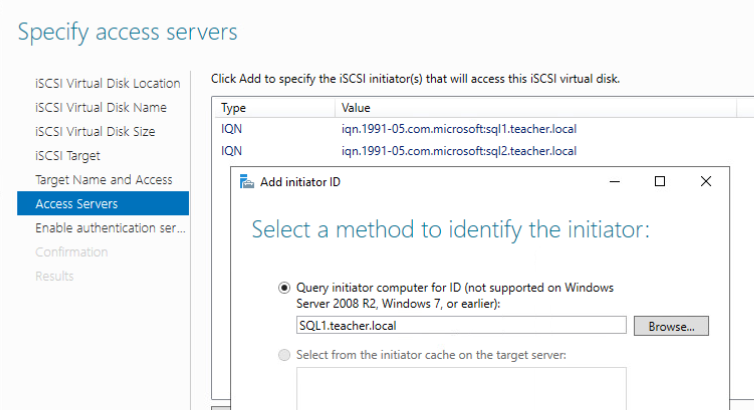 Specify access servers
Click Add to specify the iSCSI initiator(s) that will access this iSCSI virtual disk.
iSCSI Virtual Disk Location
iSCSI Virtual Disk Name
iSCSI Virtual Disk Size
iSCSI Target
Target Name and Access
Access Servers
Enable authentication ser...
Confirmation
Results
Type Value
IQN iqn.1991-05.com.microsoft:sql1.teacher.local
IQN iqn.1991-05.com.microsoft:sql2.teacher.local
Add initiator ID
Select a method to identify the initiator:
Query initiator computer for ID (not supported on Windows
Server 2008 R2, Windows 7, or earlier):
SQL1.teacher.local
Browse...
Select from the initiator cache on the target server: